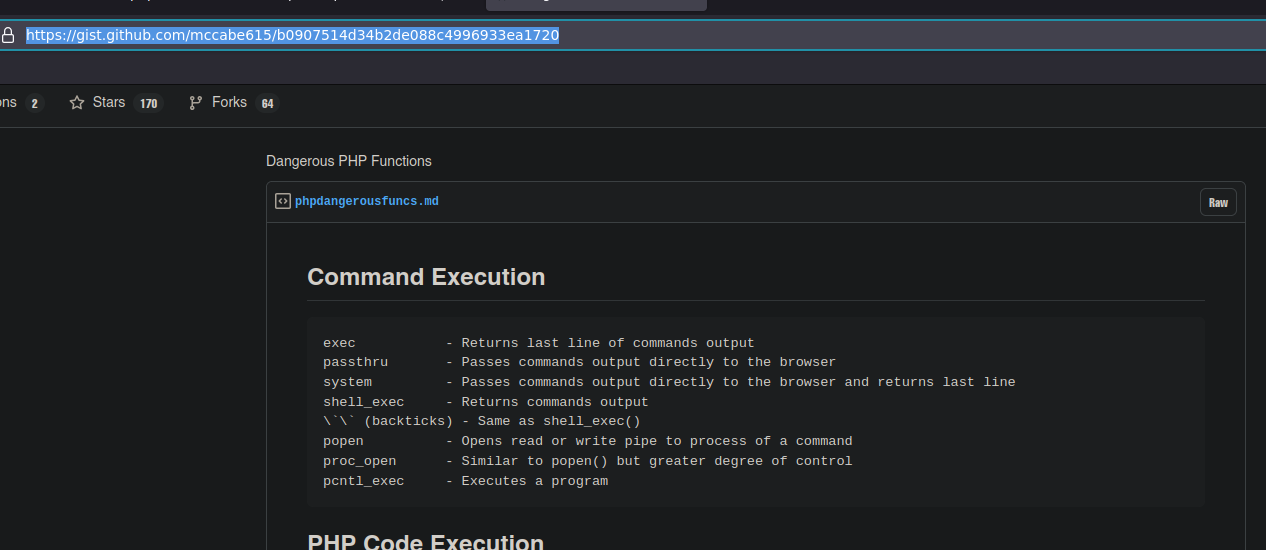 https://gist.github.com/mccabe615/b0907514d34b2de088c4996933ea1720
ons 2 Stars 170 Forks 64
Dangerous PHP Functions
phpdangerousfuncs.md Raw
Command Execution
exec - Returns last line of commands output
passthru - Passes commands output directly to the browser
system - Passes commands output directly to the browser and returns last line
shell_exec - Returns commands output
\`\` (backticks) - Same as shell_exec()
popen - Opens read or write pipe to process of a command
proc_open - Similar to popen() but greater degree of control
pcntl_exec - Executes a program
PHP Code Execution